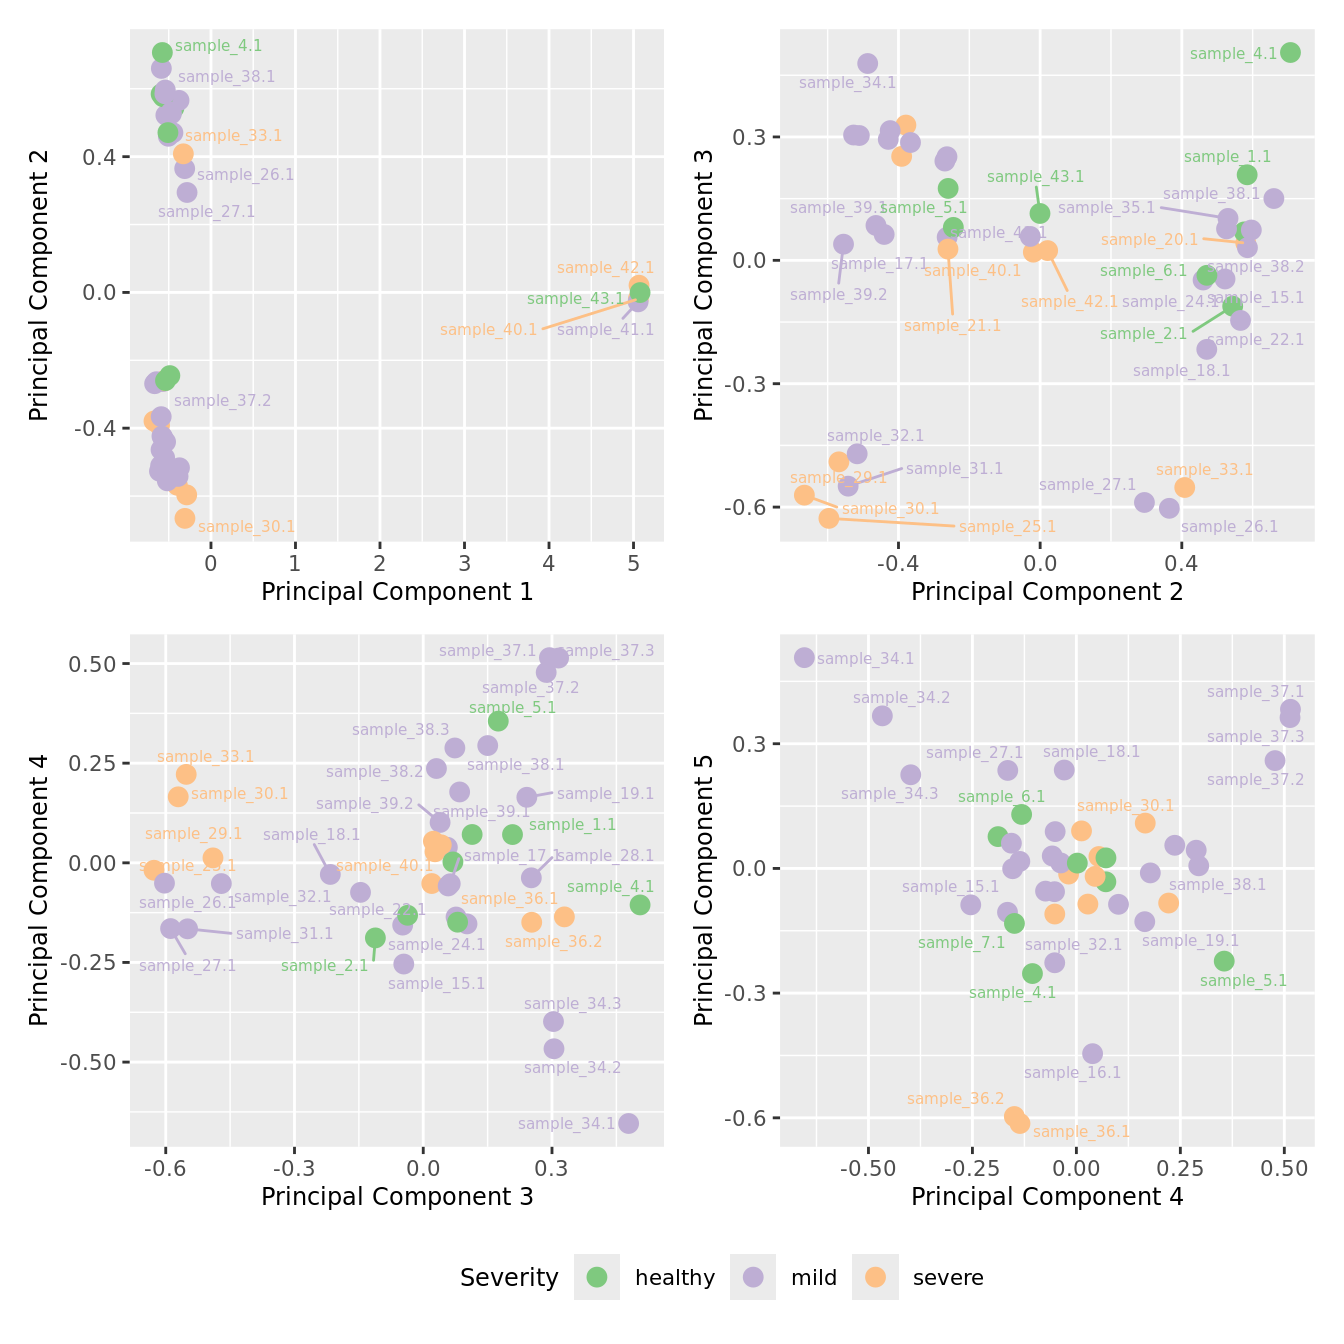 sample_4.1
sample_38.1
sample_33.1
sample_26.1
sample_27.1
sample_42.1
sample_43.1
sample_40.1
sample_41.1
sample_37.2
sample_30.1
0.4
0.0
-0.4
0
1
2
3
4
5
Principal Component 1
Principal Component 2
sample_4.1
sample_34.1
sample_1.1
sample_43.1
sample_38.1
sample_39.1
sample_5.1
sample_35.1
sample_20.1
sample_17.1
sample_40.1
sample_6.1
sample_38.2
sample_39.2
sample_42.1
sample_24.1
sample_15.1
sample_21.1
sample_2.1
sample_22.1
sample_18.1
sample_32.1
sample_31.1
sample_33.1
sample_29.1
sample_27.1
sample_30.1
sample_25.1
sample_26.1
0.3
0.0
-0.3
-0.6
-0.4
0.0
0.4
Principal Component 2
Principal Component 3
sample_37.1
sample_37.3
sample_37.2
sample_5.1
sample_38.3
sample_33.1
sample_38.2
sample_38.1
sample_30.1
sample_39.2
sample_19.1
sample_39.1
sample_29.1
sample_18.1
sample_1.1
sample_40.1
sample_17.1
sample_28.1
sample_4.1
sample_26.1
sample_32.1
sample_36.1
sample_31.1
sample_24.1
sample_36.2
sample_27.1
sample_2.1
sample_15.1
sample_34.3
sample_34.2
sample_34.1
0.50
0.25
0.00
-0.25
-0.50
-0.6
-0.3
0.0
0.3
Principal Component 3
Principal Component 4
sample_34.1
sample_34.2
sample_37.1
sample_37.3
sample_27.1
sample_18.1
sample_37.2
sample_34.3
sample_6.1
sample_30.1
sample_15.1
sample_38.1
sample_7.1
sample_32.1
sample_19.1
sample_4.1
sample_5.1
sample_16.1
sample_36.2
sample_36.1
0.3
0.0
-0.3
-0.6
-0.50
-0.25
0.00
0.25
0.50
Principal Component 4
Principal Component 5
Severity
healthy
mild
severe